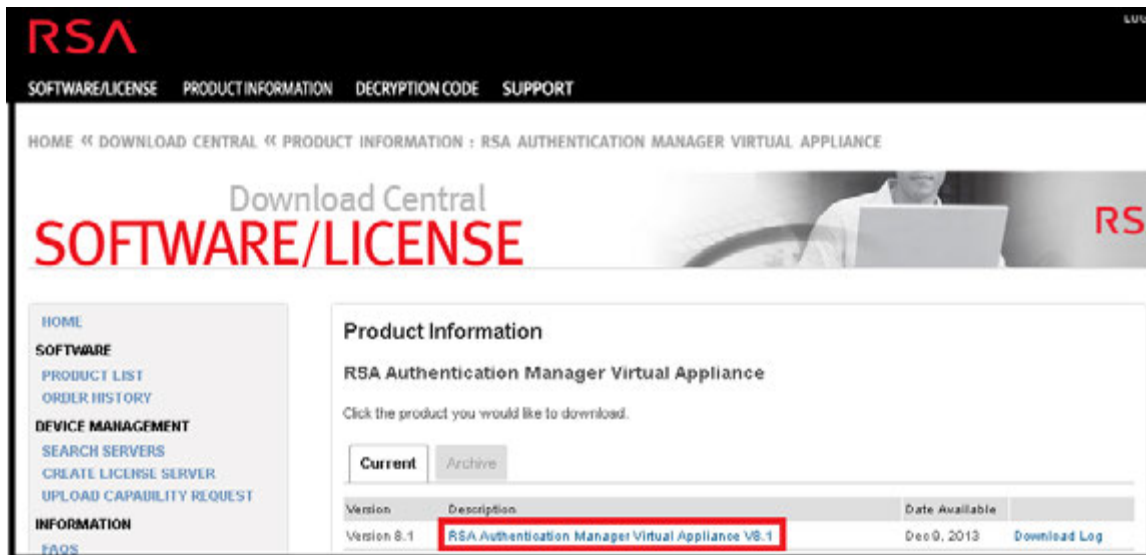 RSA
SOFTWARE/LICENSE PRODUCT INFORMATION DECRYPTION CODE SUPPORT
HOME « DOWNLOAD CENTRAL « PRODUCT INFORMATION : RSA AUTHENTICATION MANAGER VIRTUAL APPLIANCE
Download Central
SOFTWARE/LICENSE
RS
HOME
SOFTWARE
PRODUCT LIST
ORDER HISTORY
DEVICE MANAGEMENT
SEARCH SERVERS
CREATE LICENSE SERVER
UPLOAD CAPABILITY REQUEST
INFORMATION
FAQS
Product Information
RSA Authentication Manager Virtual Appliance
Click the product you would like to download.
Current Archive
Version Description Date Available
Version 8.1 RSA Authentication Manager Virtual Appliance V8.1 Dec 9, 2013 Download Log